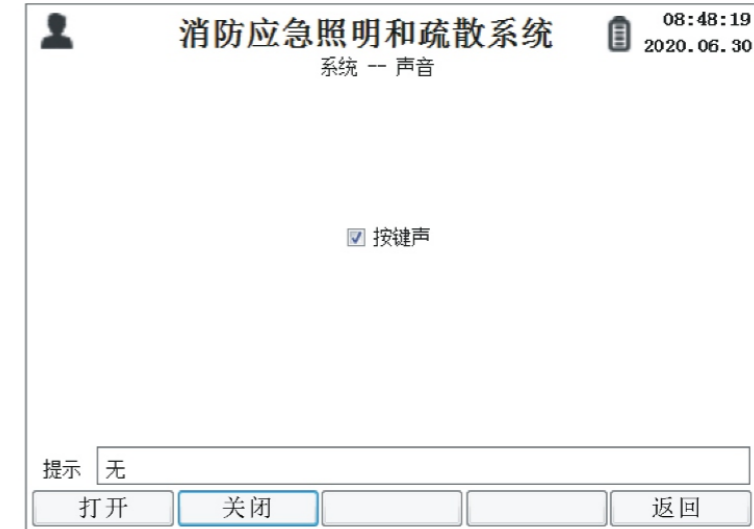 消防应急照明和疏散系统
08:48:19
2020.06.30
系统 -- 声音
按键声
提示 无
打开 关闭 返回